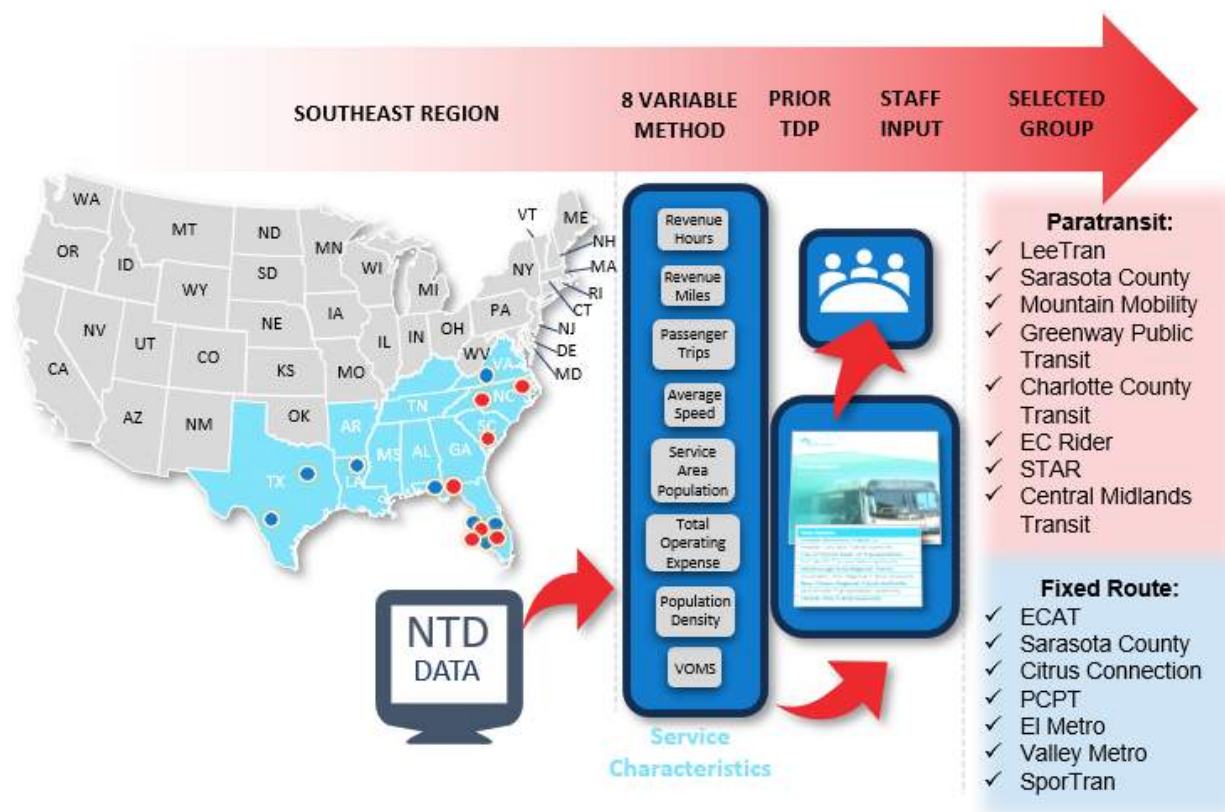 SOUTHEAST REGION
8 VARIABLE
METHOD
PRIOR
TDP
STAFF
INPUT
SELECTED
GROUP
WA
OR
CA
NV
ID
MT
WY
UT
AZ
CO
NM
ND
SD
NE
KS
OK
MN
IA
MO
WI
IL
MI
IN
OH
WV
PA
NY
VT
ME
NH
MA
RI
CT
NJ
DE
MD
VA
NC
SC
TN
AR
MS
AL
GA
LA
TX
NTD
DATA
Revenue
Hours
Revenue
Miles
Passenger
Trips
Average
Speed
Service
Area
Population
Total
Operating
Expense
Population
Density
VOMS
Service
Characteristics
Paratransit:
✓ LeeTran
✓ Sarasota County
✓ Mountain Mobility
✓ Greenway Public
Transit
✓ Charlotte County
Transit
✓ EC Rider
✓ STAR
✓ Central Midlands
Transit
Fixed Route:
✓ ECAT
✓ Sarasota County
✓ Citrus Connection
✓ PCPT
✓ El Metro
✓ Valley Metro
✓ SporTran